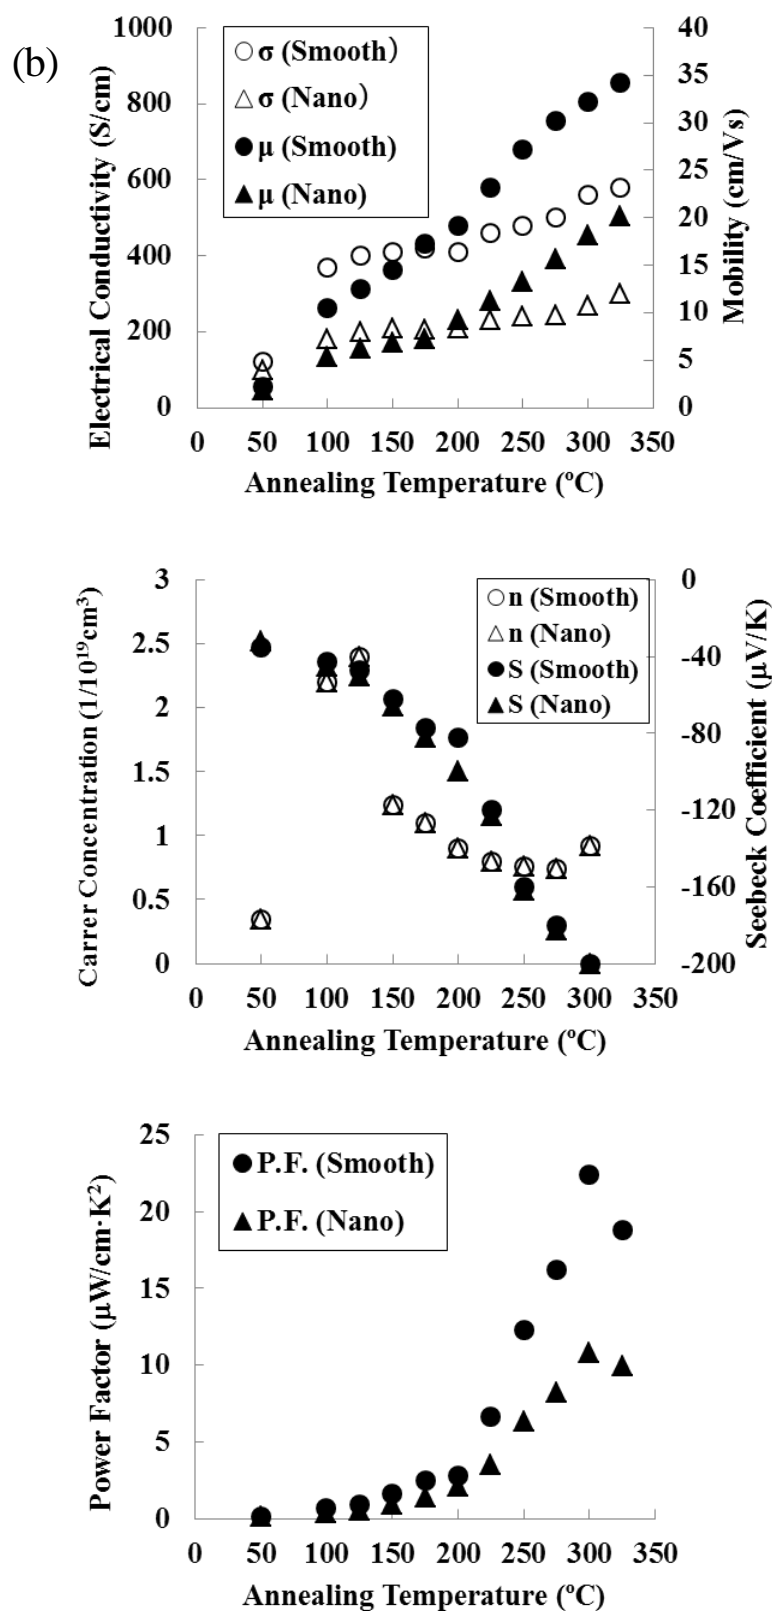 (b)
Electrical Conductivity (S/cm)
1000
800
600
400
200
0
σ (Smooth)
σ (Nano)
μ (Smooth)
μ (Nano)
40
35
30
25
20
15
10
5
0
Mobility (cm/Vs)
0 50 100 150 200 250 300 350
Annealing Temperature (ºC)
Carrer Concentration (1/10¹⁹cm³)
3
2.5
2
1.5
1
0.5
0
n (Smooth)
n (Nano)
S (Smooth)
S (Nano)
0
-40
-80
-120
-160
-200
Seebeck Coefficient (μV/K)
0 50 100 150 200 250 300 350
Annealing Temperature (ºC)
Power Factor (μW/cm·K²)
25
20
15
10
5
0
P.F. (Smooth)
P.F. (Nano)
0 50 100 150 200 250 300 350
Annealing Temperature (ºC)